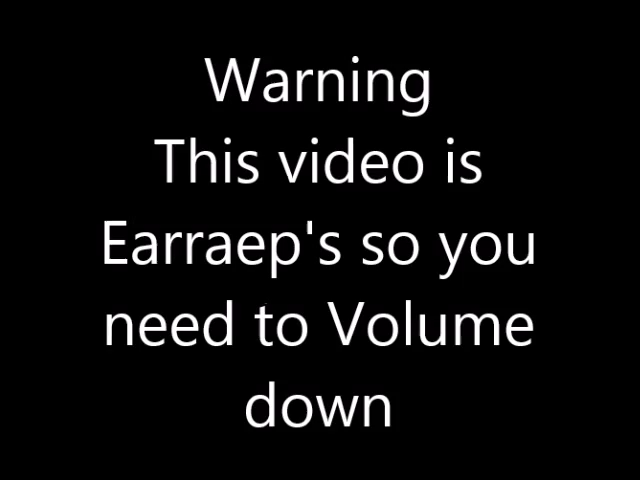 Warning
This video is
Earraep's so you
need to Volume
down